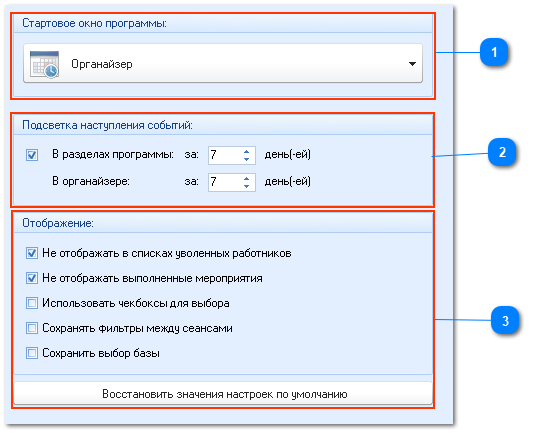 Стартовое окно программы:
Органайзер
1
Подсветка наступления событий:
В разделах программы: за: 7 день(-ей)
2
В органайзере: за: 7 день(-ей)
Отображение:
Не отображать в списках уволенных работников
Не отображать выполненные мероприятия
Использовать чекбоксы для выбора
Сохранять фильтры между сеансами
3
Сохранить выбор базы
Восстановить значения настроек по умолчанию